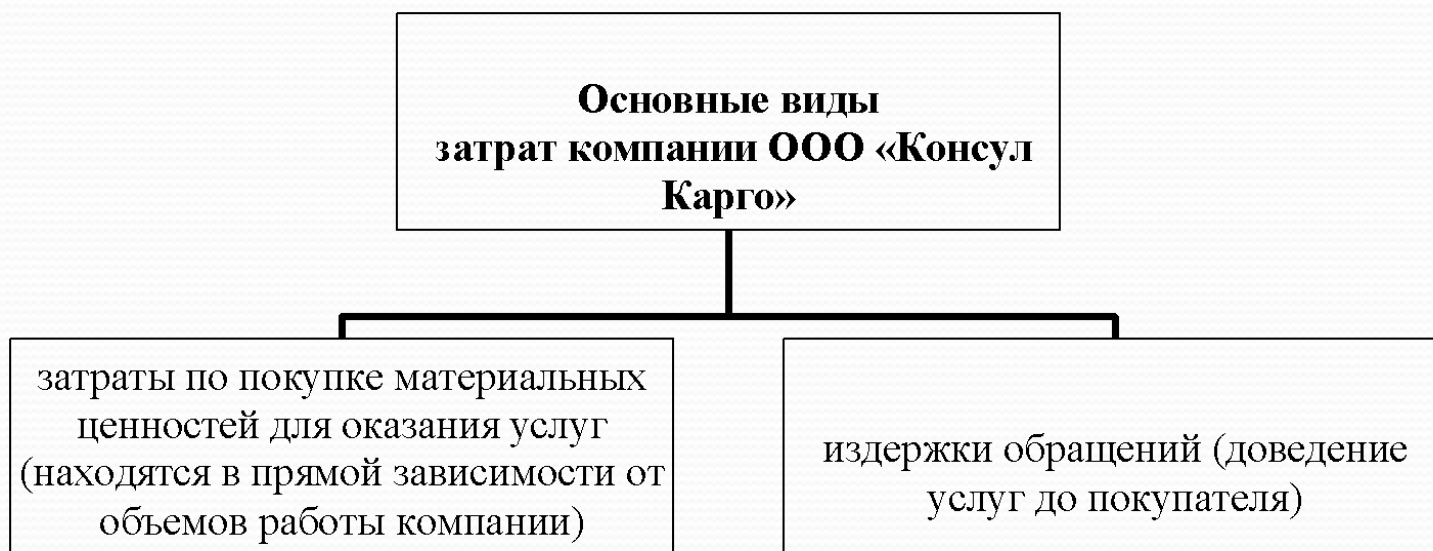 Основные виды
затрат компании ООО «Консул
Карго»
затраты по покупке материальных
ценностей для оказания услуг
(находятся в прямой зависимости от
объемов работы компании)
издержки обращений (доведение
услуг до покупателя)